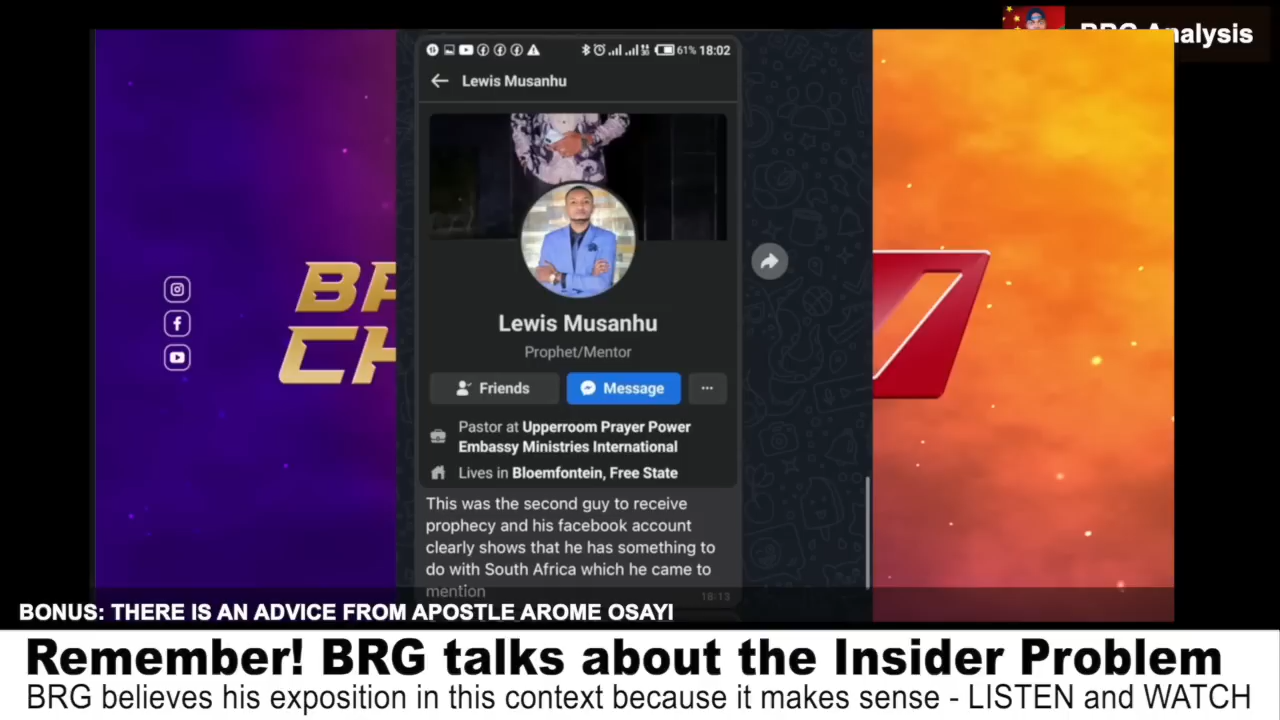 BRG Analysis
61% 18:02
Lewis Musanhu
Lewis Musanhu
Prophet/Mentor
Friends
Message
Pastor at Upperroom Prayer Power
Embassy Ministries International
Lives in Bloemfontein, Free State
This was the second guy to receive
prophecy and his facebook account
clearly shows that he has something to
do with South Africa which he came to
mention
18:13
CH
BONUS: THERE IS AN ADVICE FROM APOSTLE AROME OSAYI
Remember! BRG talks about the Insider Problem
BRG believes his exposition in this context because it makes sense - LISTEN and WATCH